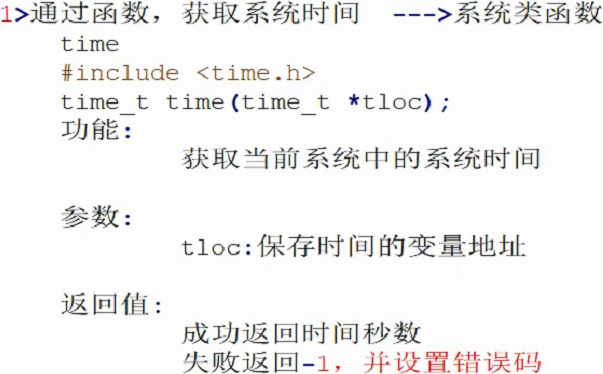 1>通过函数，获取系统时间 --->系统类函数
time
#include <time.h>
time_t time(time_t *tloc);
功能:
获取当前系统中的系统时间
参数:
tloc:保存时间的变量地址
返回值:
成功返回时间秒数
失败返回-1，并设置错误码